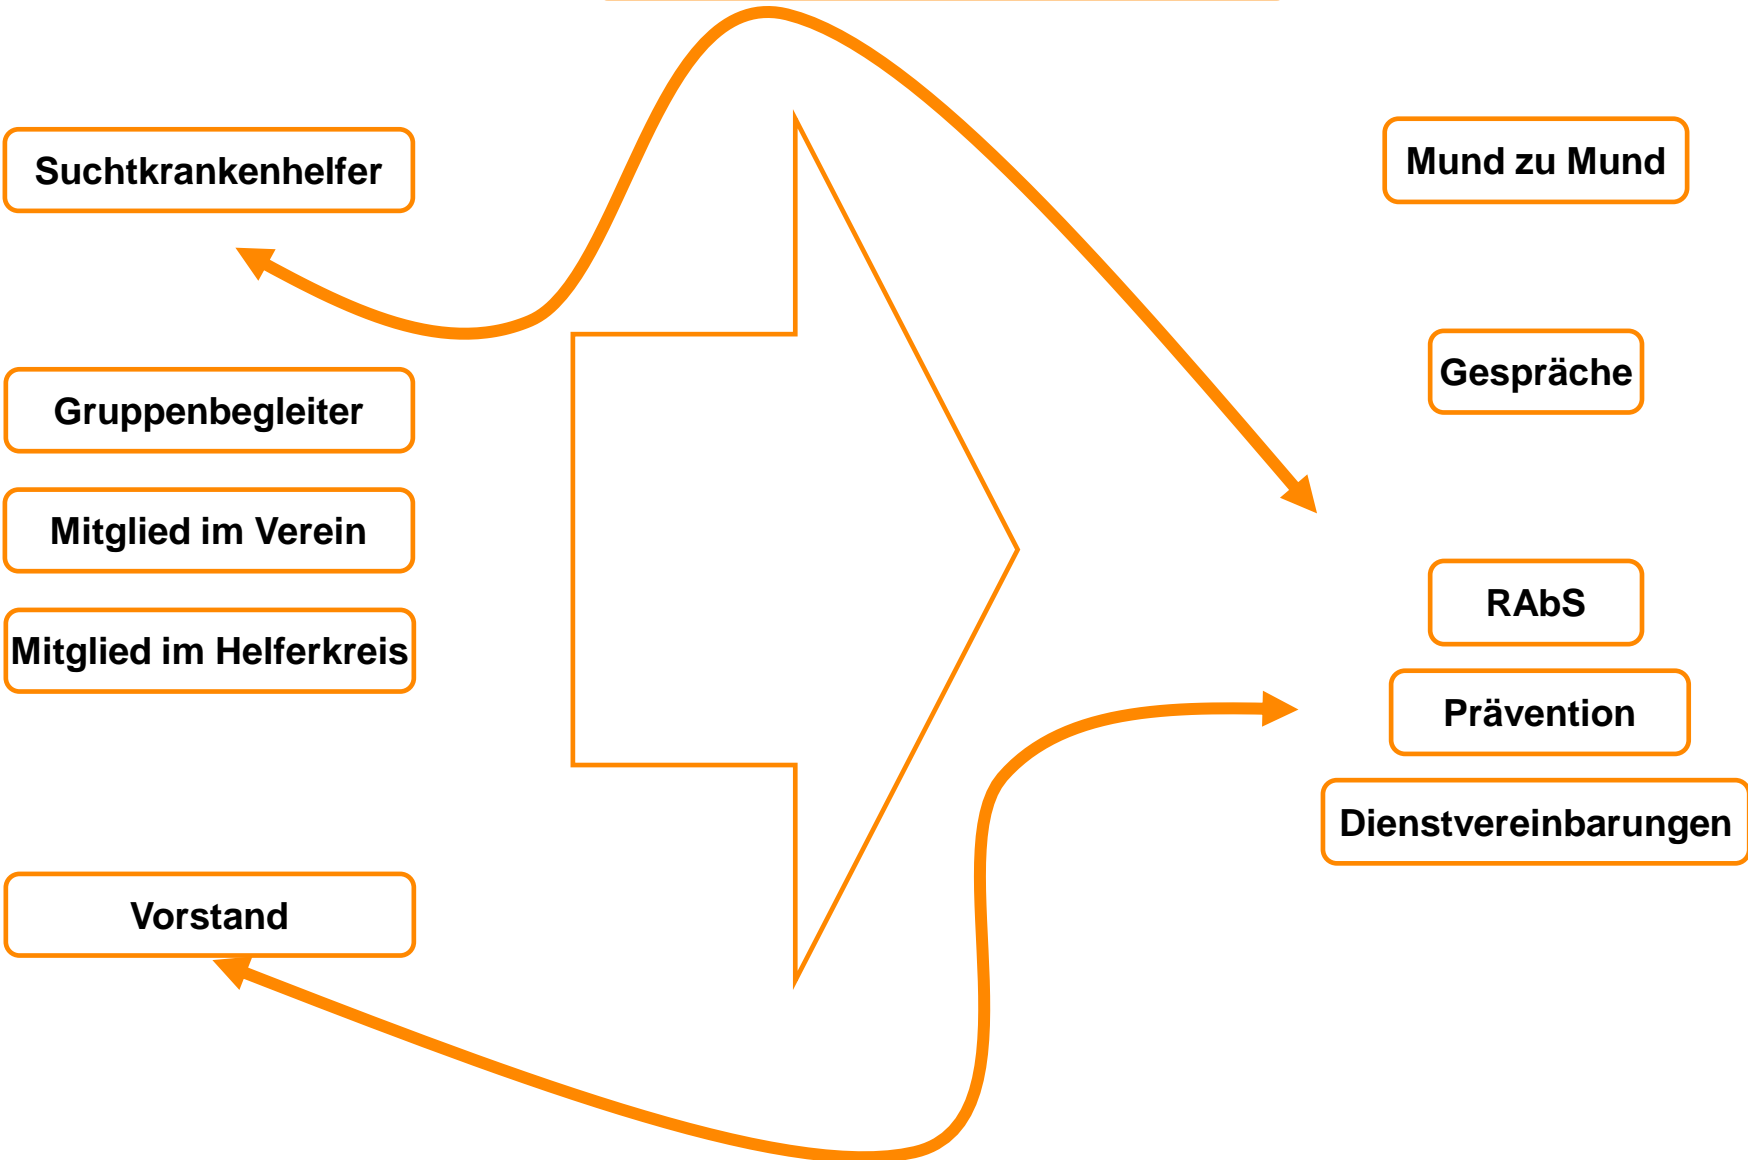 Suchtkrankenhelfer
Gruppenbegleiter
Mitglied im Verein
Mitglied im Helferkreis
Vorstand
Mund zu Mund
Gespräche
RAbS
Prävention
Dienstvereinbarungen